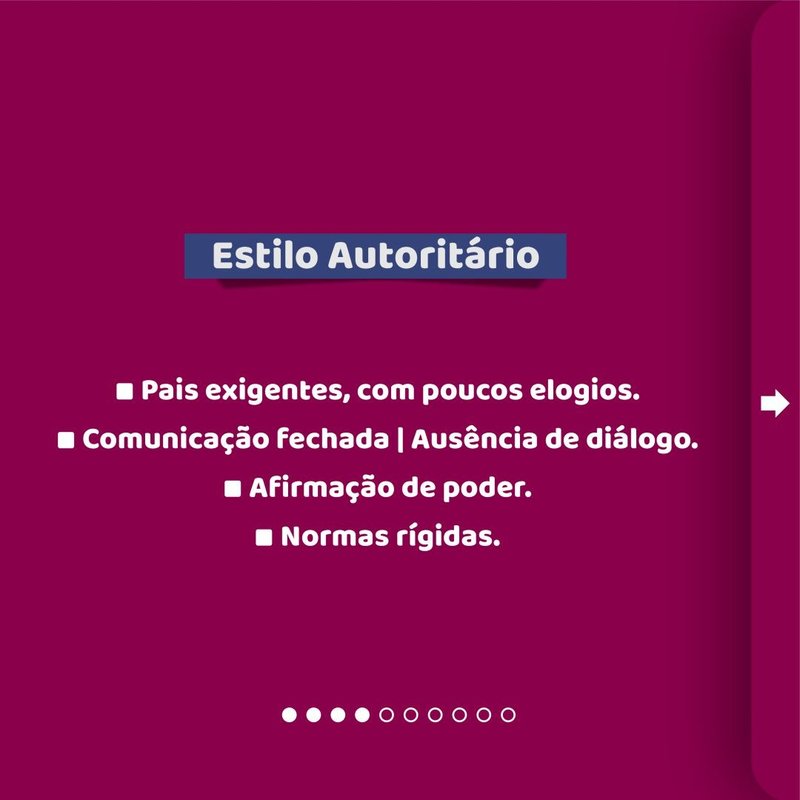 Estilo Autoritário
■ Pais exigentes, com poucos elogios.
■ Comunicação fechada | Ausência de diálogo.
■ Afirmação de poder.
■ Normas rígidas.